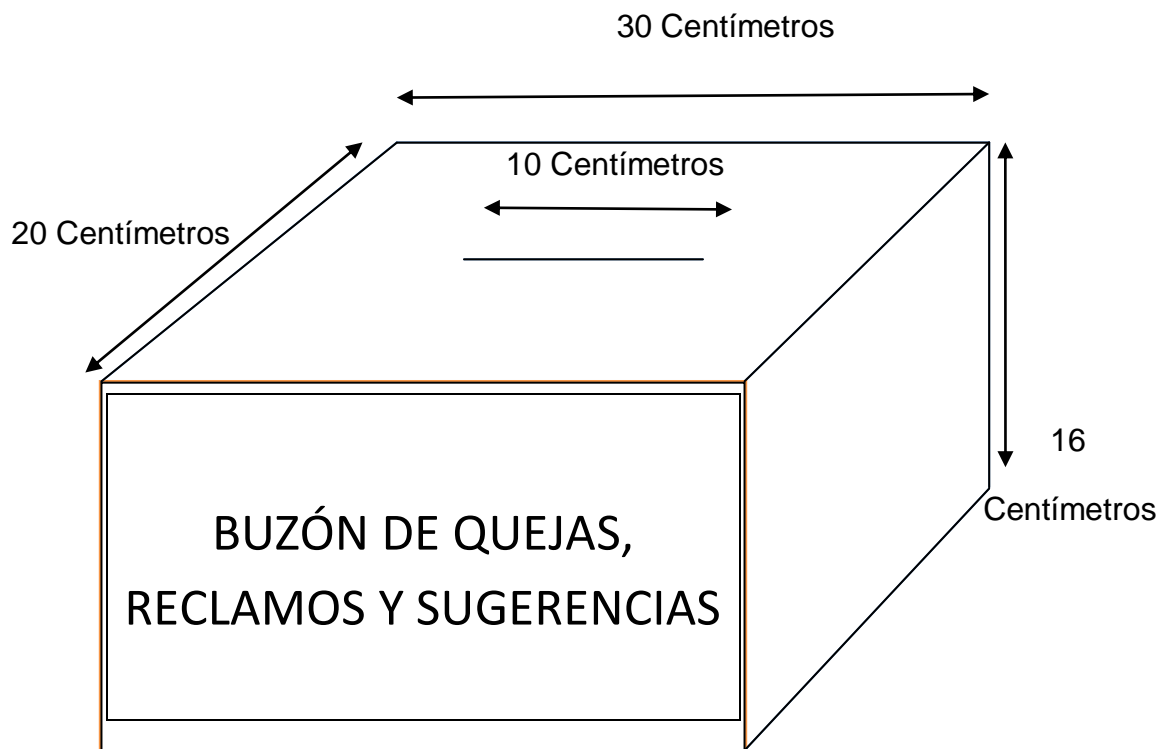 30 Centímetros
10 Centímetros
20 Centímetros
16
Centímetros
BUZÓN DE QUEJAS,
RECLAMOS Y SUGERENCIAS